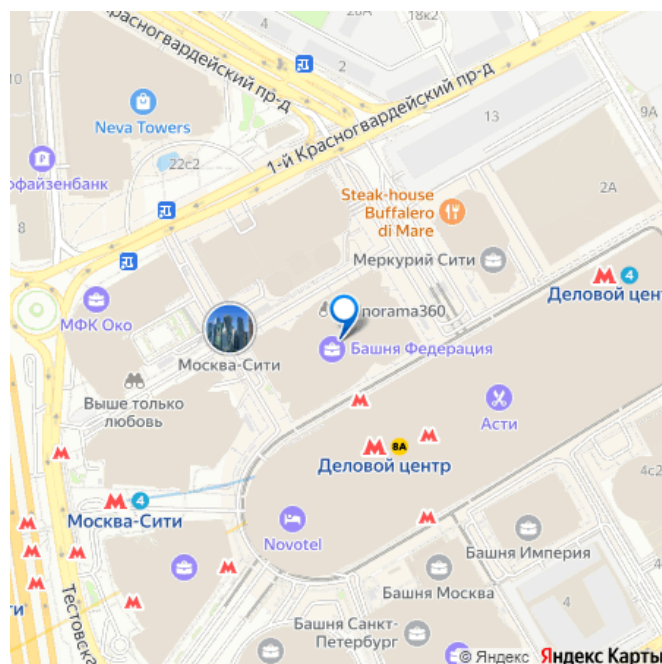 Красногвардейский пр-д
18к2
2
10
Neva Towers
1-й Красногвардейский пр-д
13
9А
22с2
офайзенбанк
8
Steak-house
Buffalero
di Mare
2А
Меркурий Сити
4
Деловой цент
МФК Око
norama360
Башня Федерация
Москва-Сити
Выше только
любовь
Асти
8А
Деловой центр
4
Москва-Сити
4с2
Novotel
Башня Империя
Башня Москва
4
Тестовска
ти
Башня Санкт-
Петербург
© Яндекс Яндекс Карты